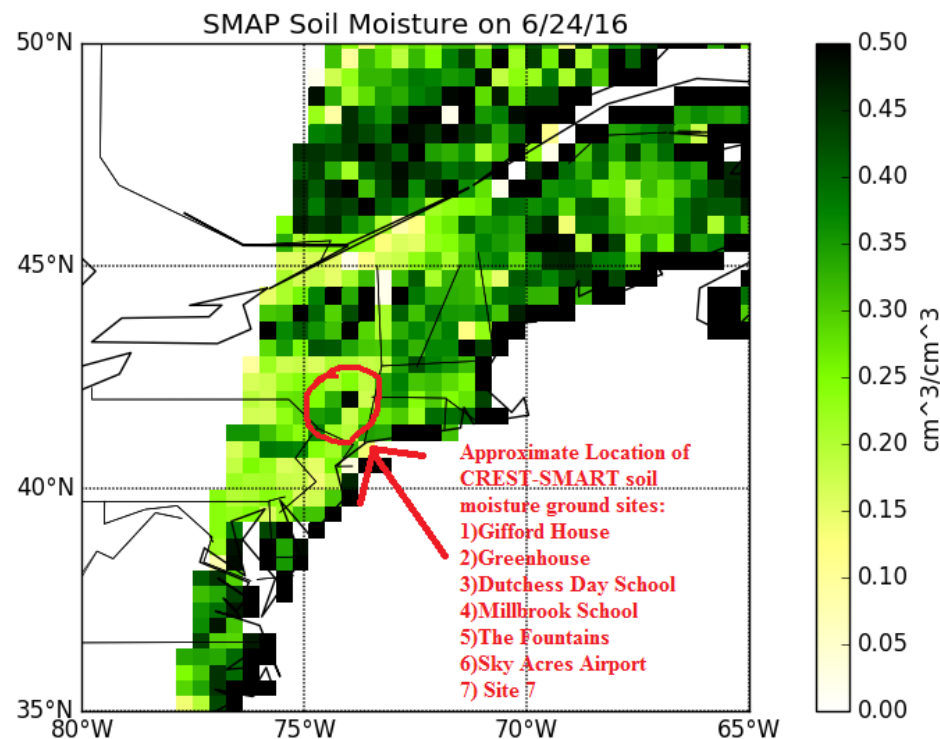 SMAP Soil Moisture on 6/24/16
50°N
45°N
40°N
35°N
80°W
75°W
70°W
65°W
Approximate Location of
CREST-SMART soil
moisture ground sites:
1)Gifford House
2)Greenhouse
3)Dutchess Day School
4)Millbrook School
5)The Fountains
6)Sky Acres Airport
7) Site 7
0.50
0.45
0.40
0.35
0.30
0.25
0.20
0.15
0.10
0.05
0.00
cm^3/cm^3